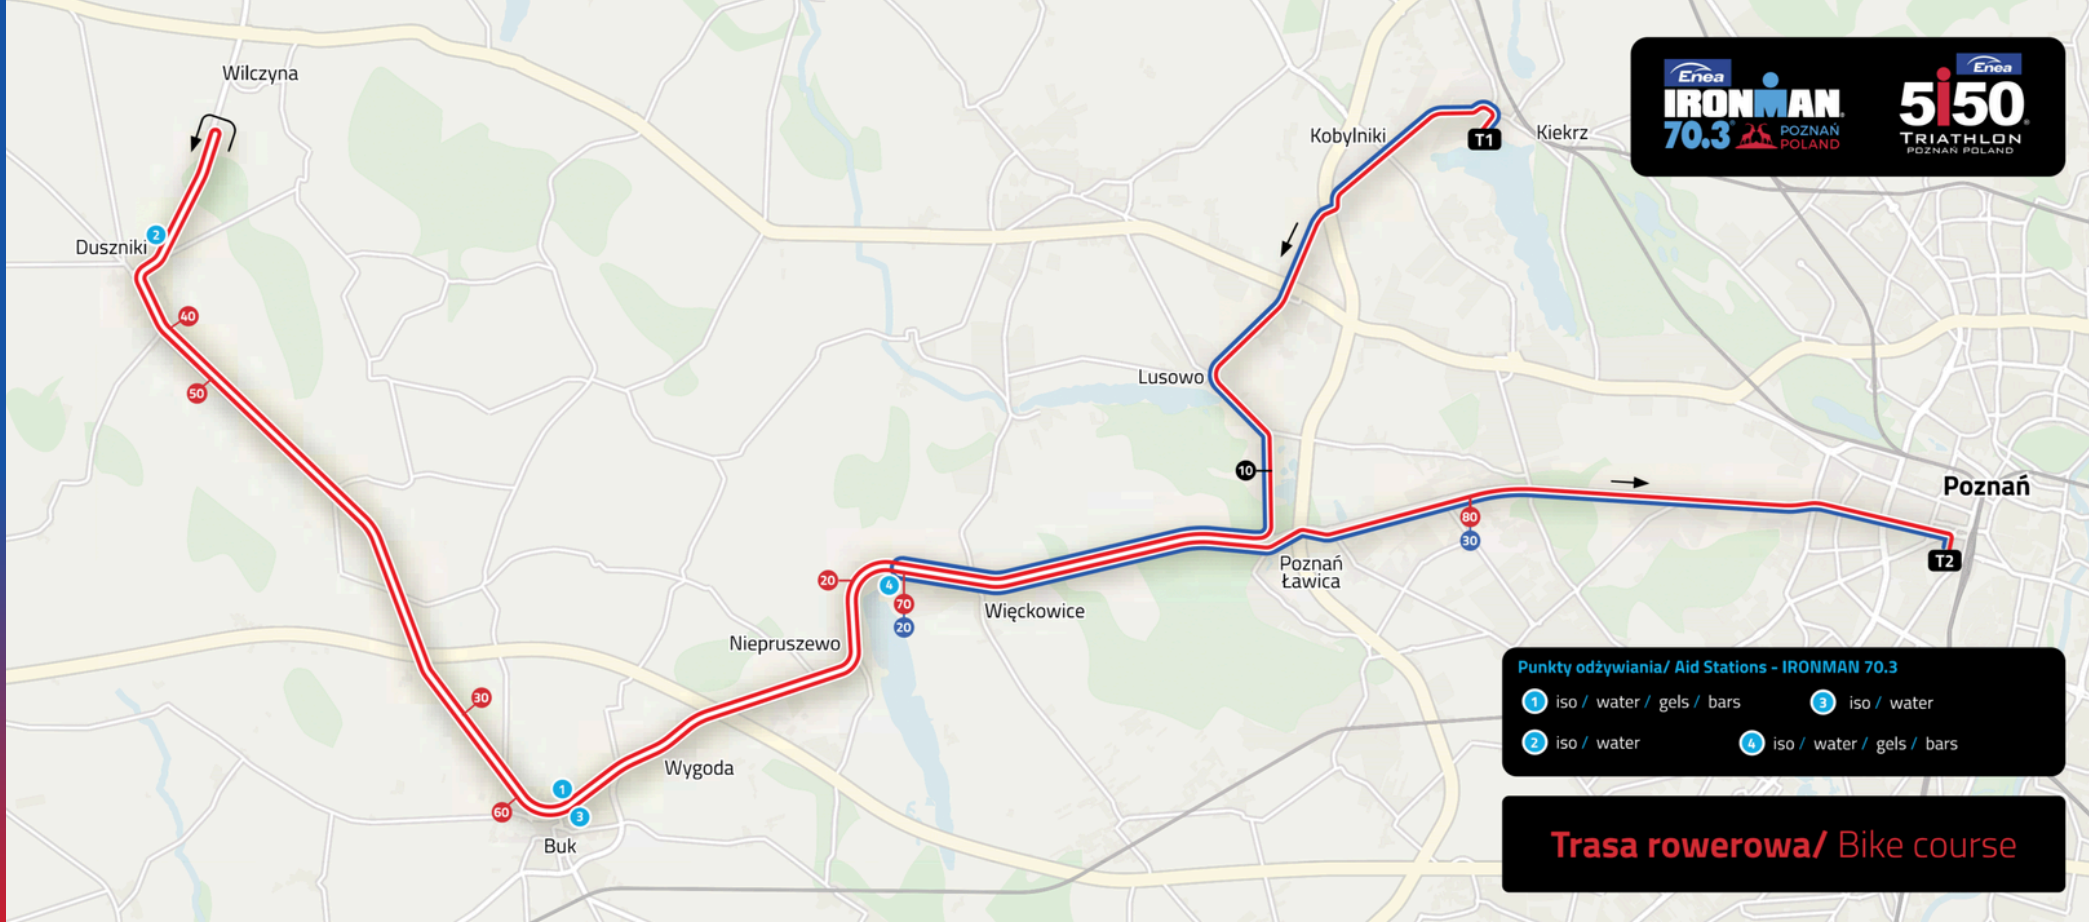 Wilczyna
2
Duszniki
40
50
30
60
1
3
Buk
Wygoda
Niepruszewo
20
4
70
20
Więckowice
Kobylniki
T1
Kiekrz
Lusowo
10
Poznań
Ławica
80
30
Poznań
T2
Enea
IRONMAN
70.3
POZNAŃ
POLAND
Enea
5i50
TRIATHLON
POZNAŃ POLAND
Punkty odżywiania/ Aid Stations - IRONMAN 70.3
1 iso / water / gels / bars
3 iso / water
2 iso / water
4 iso / water / gels / bars
Trasa rowerowa/ Bike course